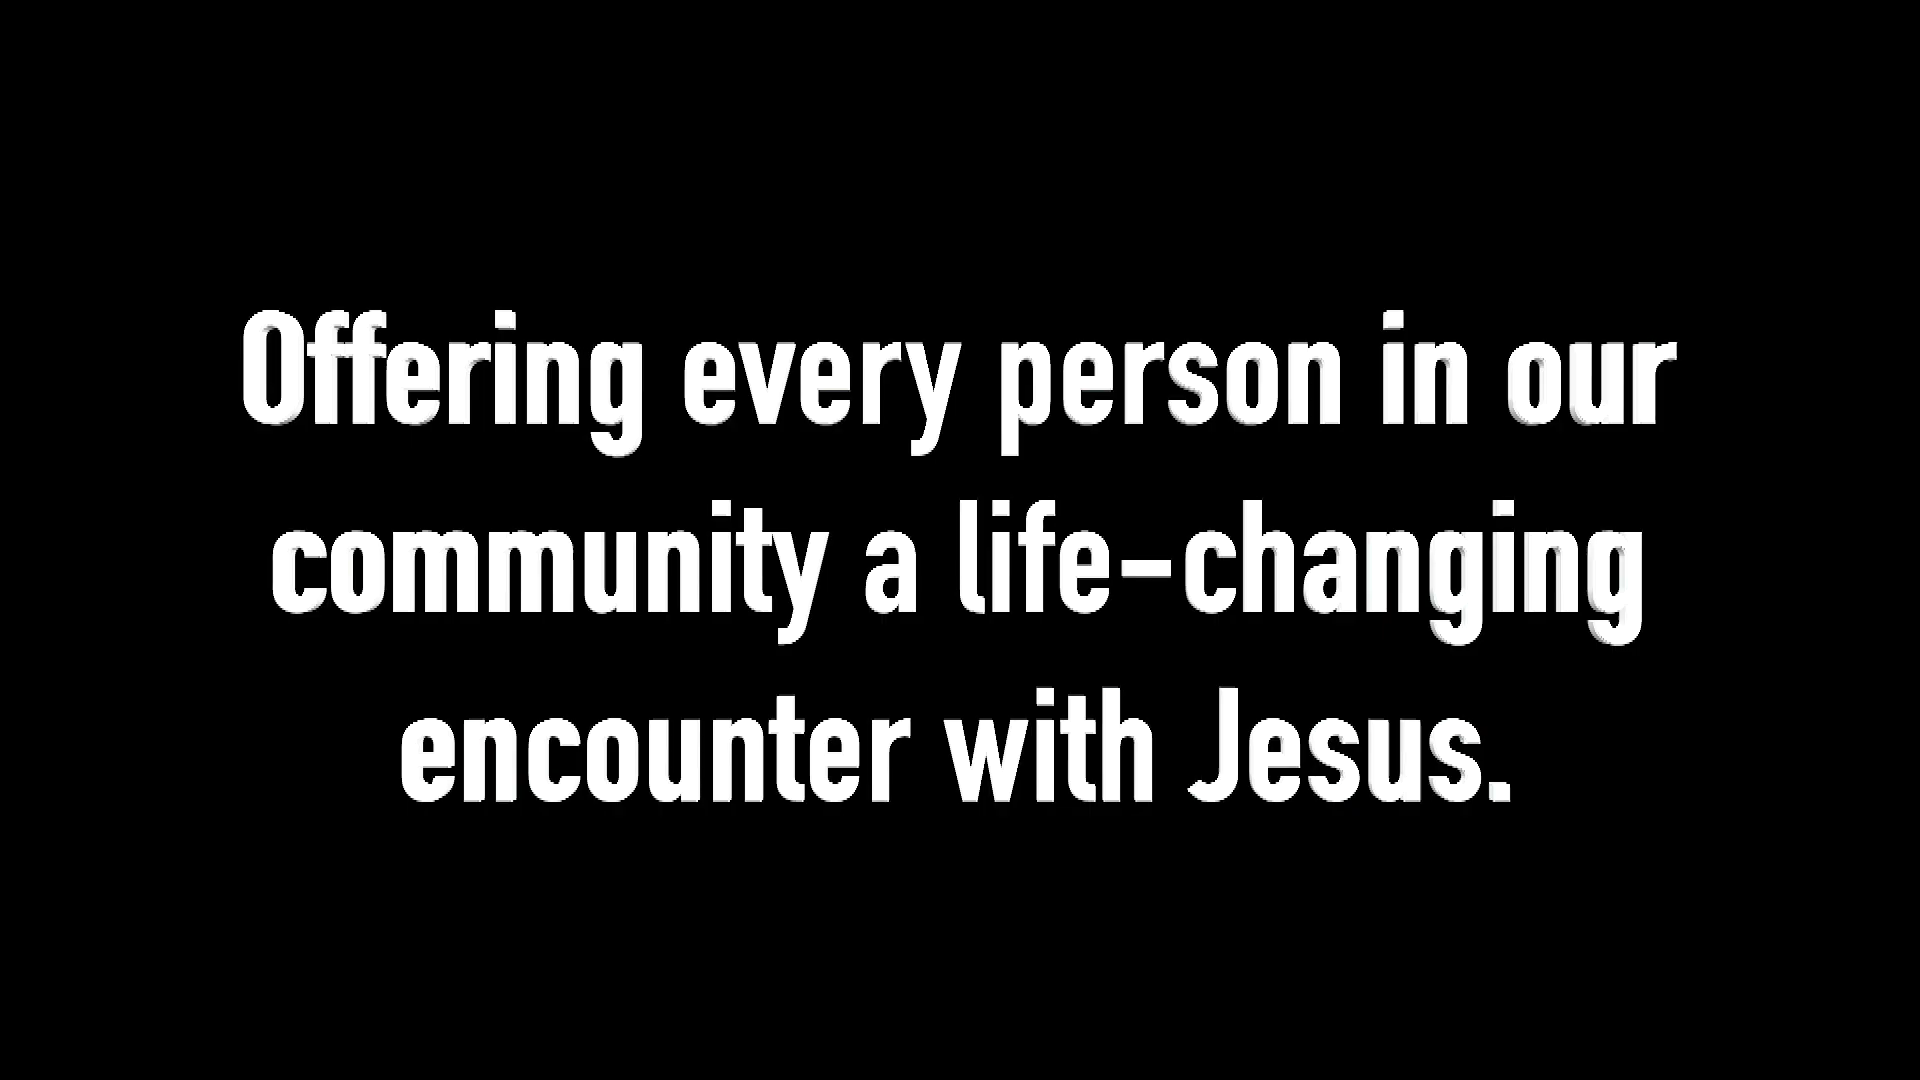 Offering every person in our
community a life-changing
encounter with Jesus.